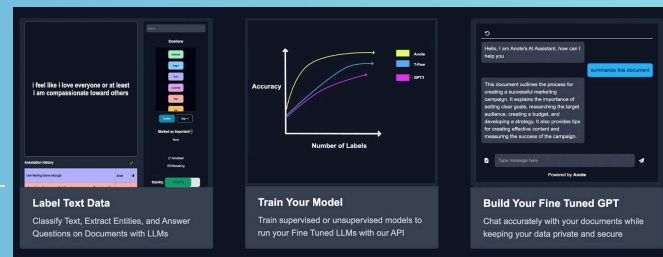 Emotions
i feel like i love everyone or at least
i am compassionate toward others
Marked as Important
Annotation History
Stability
Label Text Data
Classify Text, Extract Entities, and Answer
Questions on Documents with LLMs
Accuracy
Anote
T-Few
GPT3
Number of Labels
Train Your Model
Train supervised or unsupervised models to
run your Fine Tuned LLMs with our API
Hello, I am Anote's AI Assistant, how can I
help you
summarize this document
This document outlines the process for
creating a successful marketing
campaign. It explains the importance of
setting clear goals, researching the target
audience, creating a budget, and
developing a strategy. It also provides tips
for creating effective content and
measuring the success of the campaign.
Type message here
Powered by Anote
Build Your Fine Tuned GPT
Chat accurately with your documents while
keeping your data private and secure